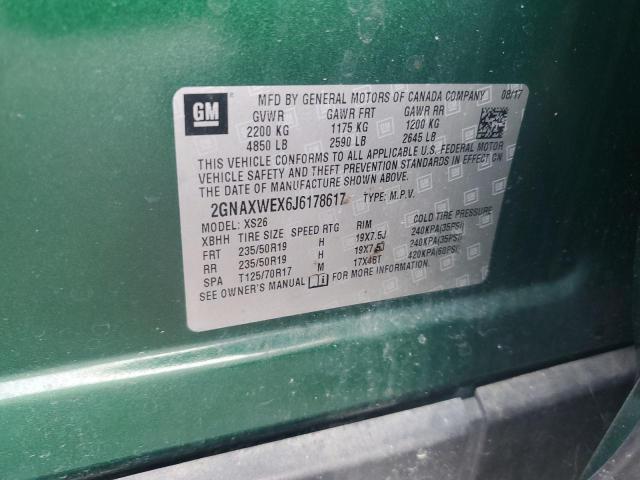 GM
MFD BY GENERAL MOTORS OF CANADA COMPANY 08/17
GVWR GAWR FRT GAWR RR
2200 KG 1175 KG 1200 KG
4850 LB 2590 LB 2645 LB
THIS VEHICLE CONFORMS TO ALL APPLICABLE U.S. FEDERAL MOTOR
VEHICLE SAFETY AND THEFT PREVENTION STANDARDS IN EFFECT ON
THE DATE OF MANUFACTURE SHOWN ABOVE.
2GNAXWEX6J6178617 TYPE: M.P.V.
MODEL: XS26
XBHH TIRE SIZE SPEED RTG RIM COLD TIRE PRESSURE
FRT 235/50R19 H 19X7.5J 240KPA(35PSI)
RR 235/50R19 H 19X7.5J 240KPA(35PSI)
SPA T125/70R17 M 17X4BT 420KPA(60PSI)
SEE OWNER'S MANUAL FOR MORE INFORMATION.